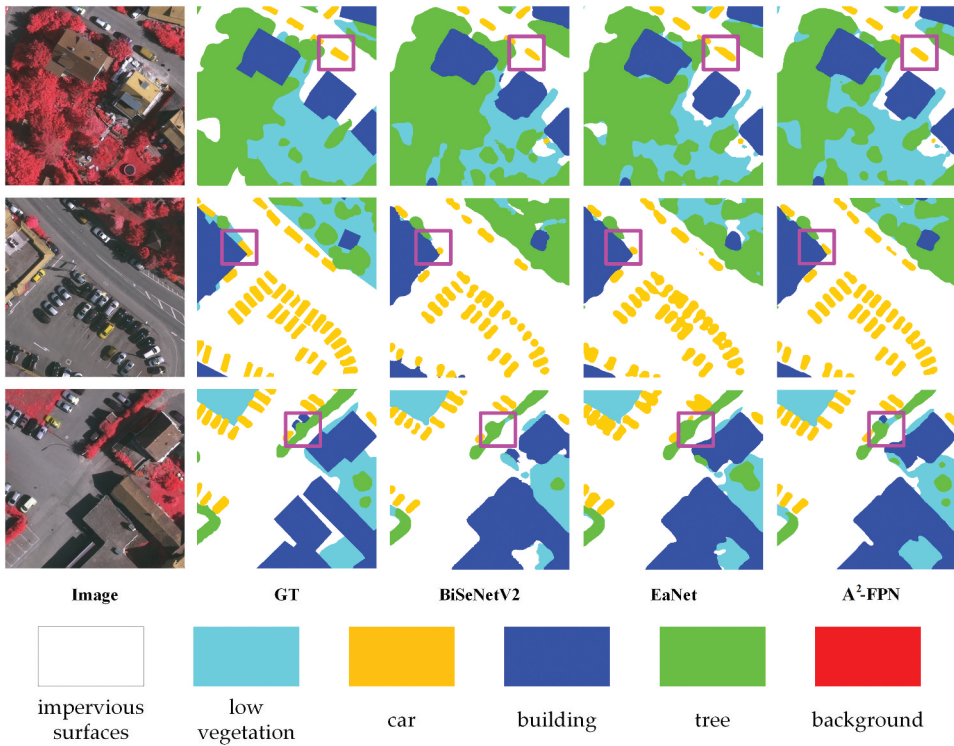 Image GT BiSeNetV2 EaNet A²-FPN
impervious surfaces
low vegetation
car
building
tree
background